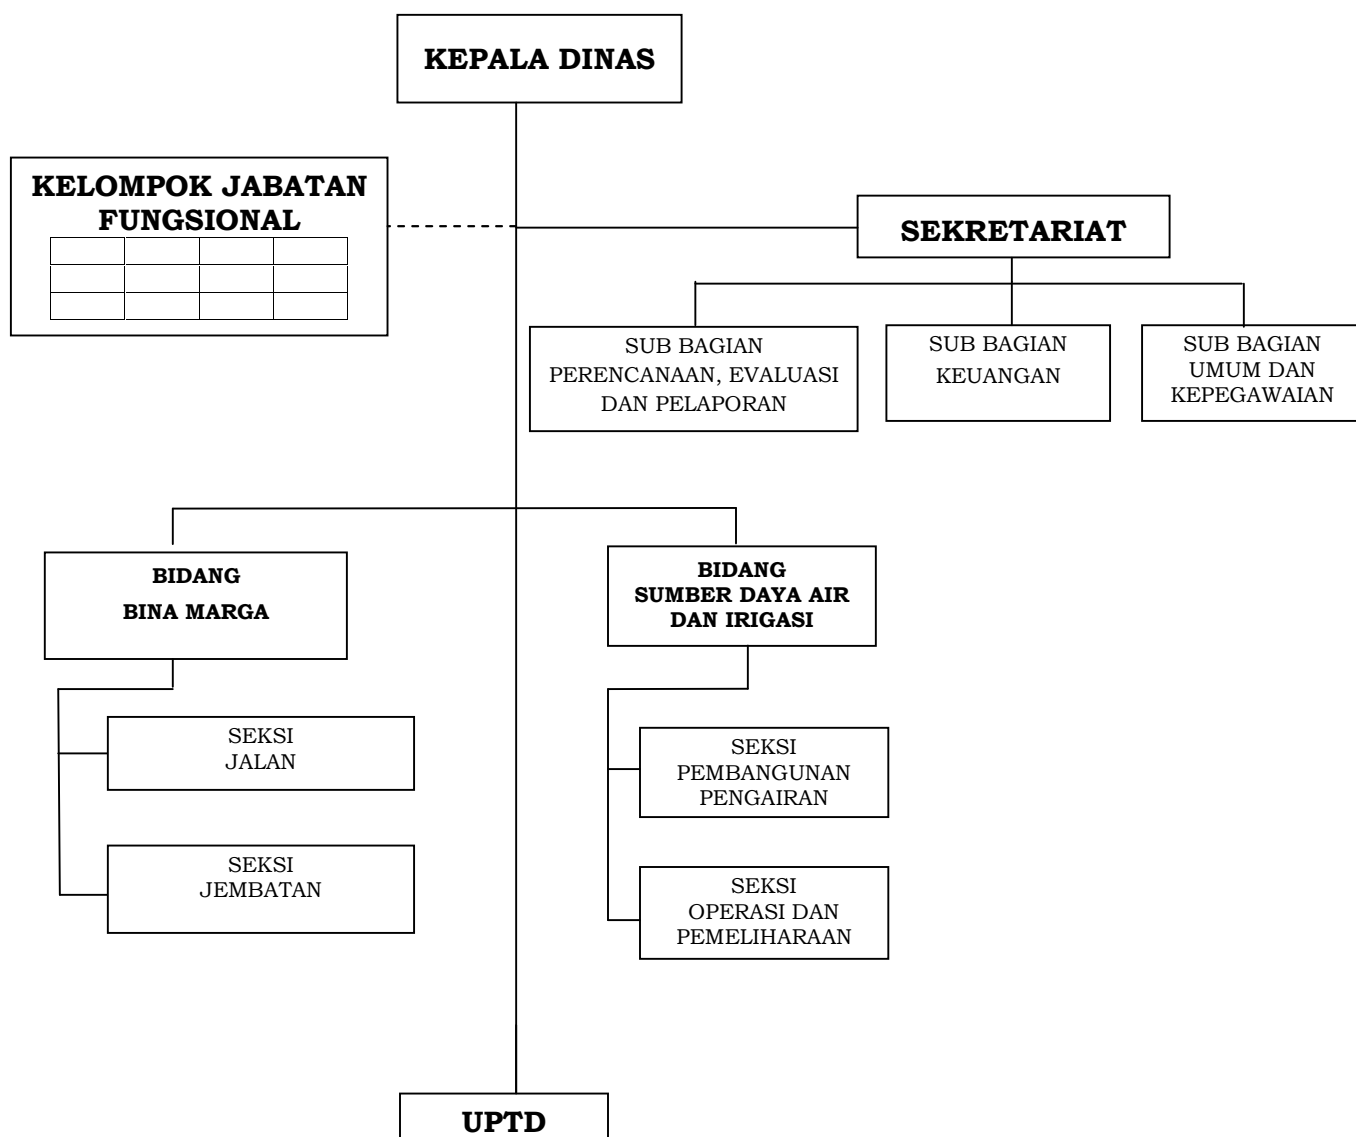 KEPALA DINAS
KELOMPOK JABATAN
FUNGSIONAL
SEKRETARIAT
SUB BAGIAN
PERENCANAAN, EVALUASI
DAN PELAPORAN
SUB BAGIAN
KEUANGAN
SUB BAGIAN
UMUM DAN
KEPEGAWAIAN
BIDANG
BINA MARGA
BIDANG
SUMBER DAYA AIR
DAN IRIGASI
SEKSI
JALAN
SEKSI
JEMBATAN
SEKSI
PEMBANGUNAN
PENGAIRAN
SEKSI
OPERASI DAN
PEMELIHARAAN
UPTD